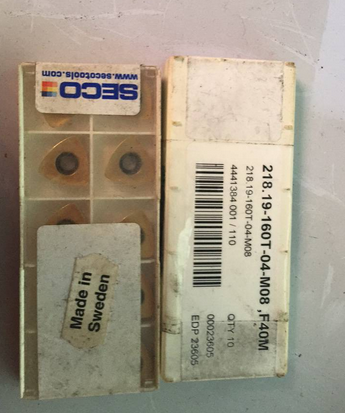 SECO
www.secotools.com
Made in
Sweden
218.19-160T-04-M08 ,F40M
218.19-160T-04-M08
4441384 001 / 110
QTY 10
00023605
EDP 23605